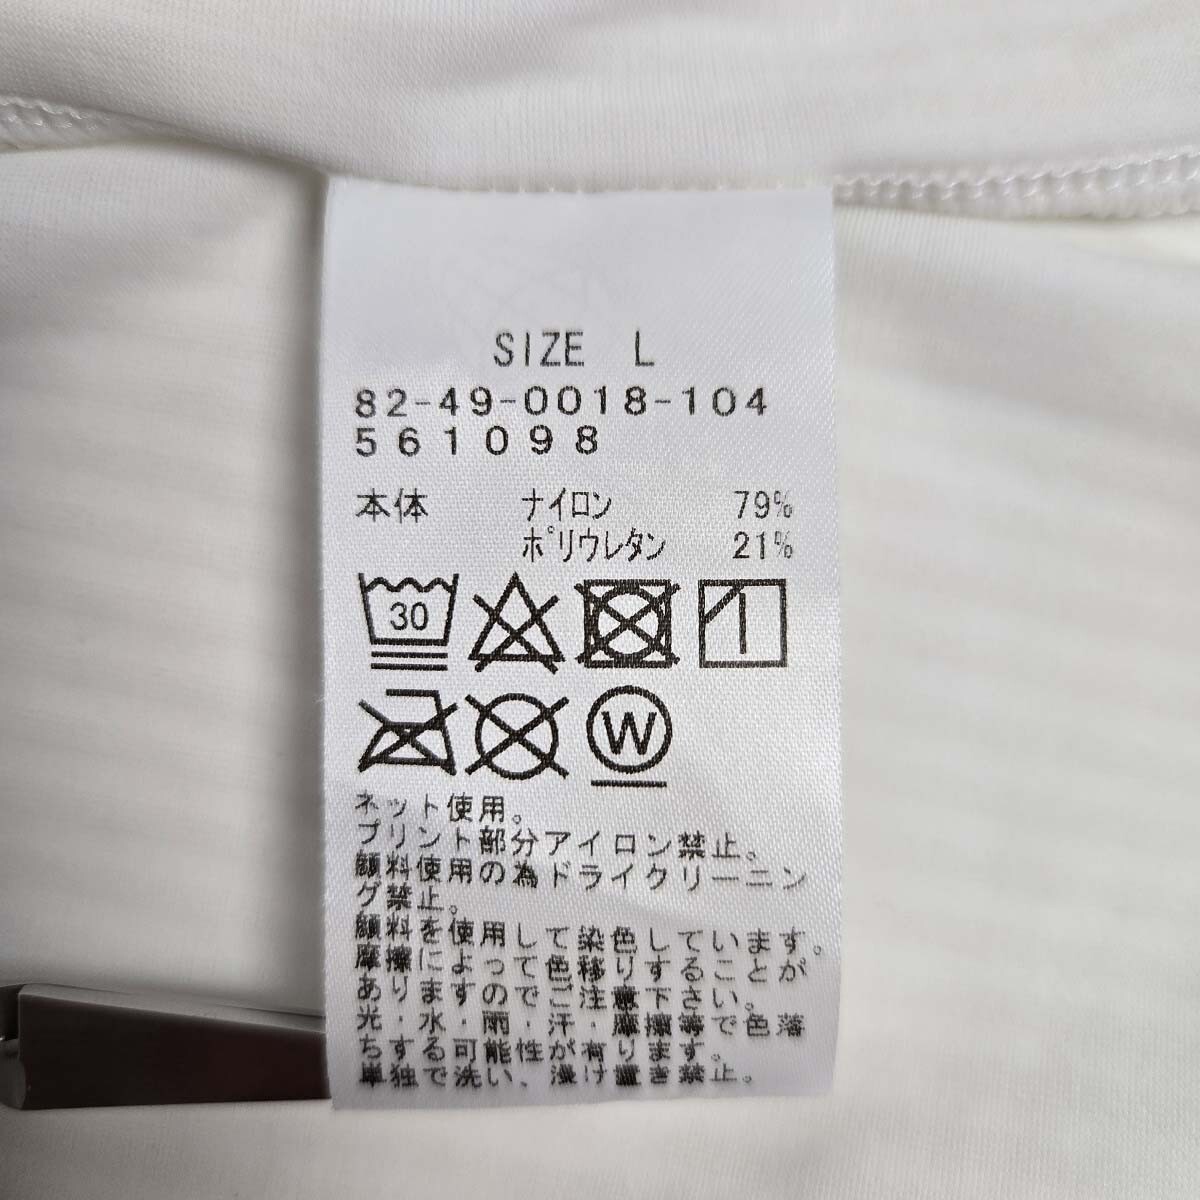 SIZE L
82-49-0018-104
561098
本体 ナイロン 79%
ポリウレタン 21%
30
W
ネット使用。
プリント部分アイロン禁止。
顔料使用の為ドライクリーニン
グ禁止。
顔料を使用して染色しています。
摩擦によって色移りすることが
ありますのでご注意下さい。
光・水・雨・汗・摩擦等で色落
ちする可能性が有ります。
単独で洗い、浸け置き禁止。